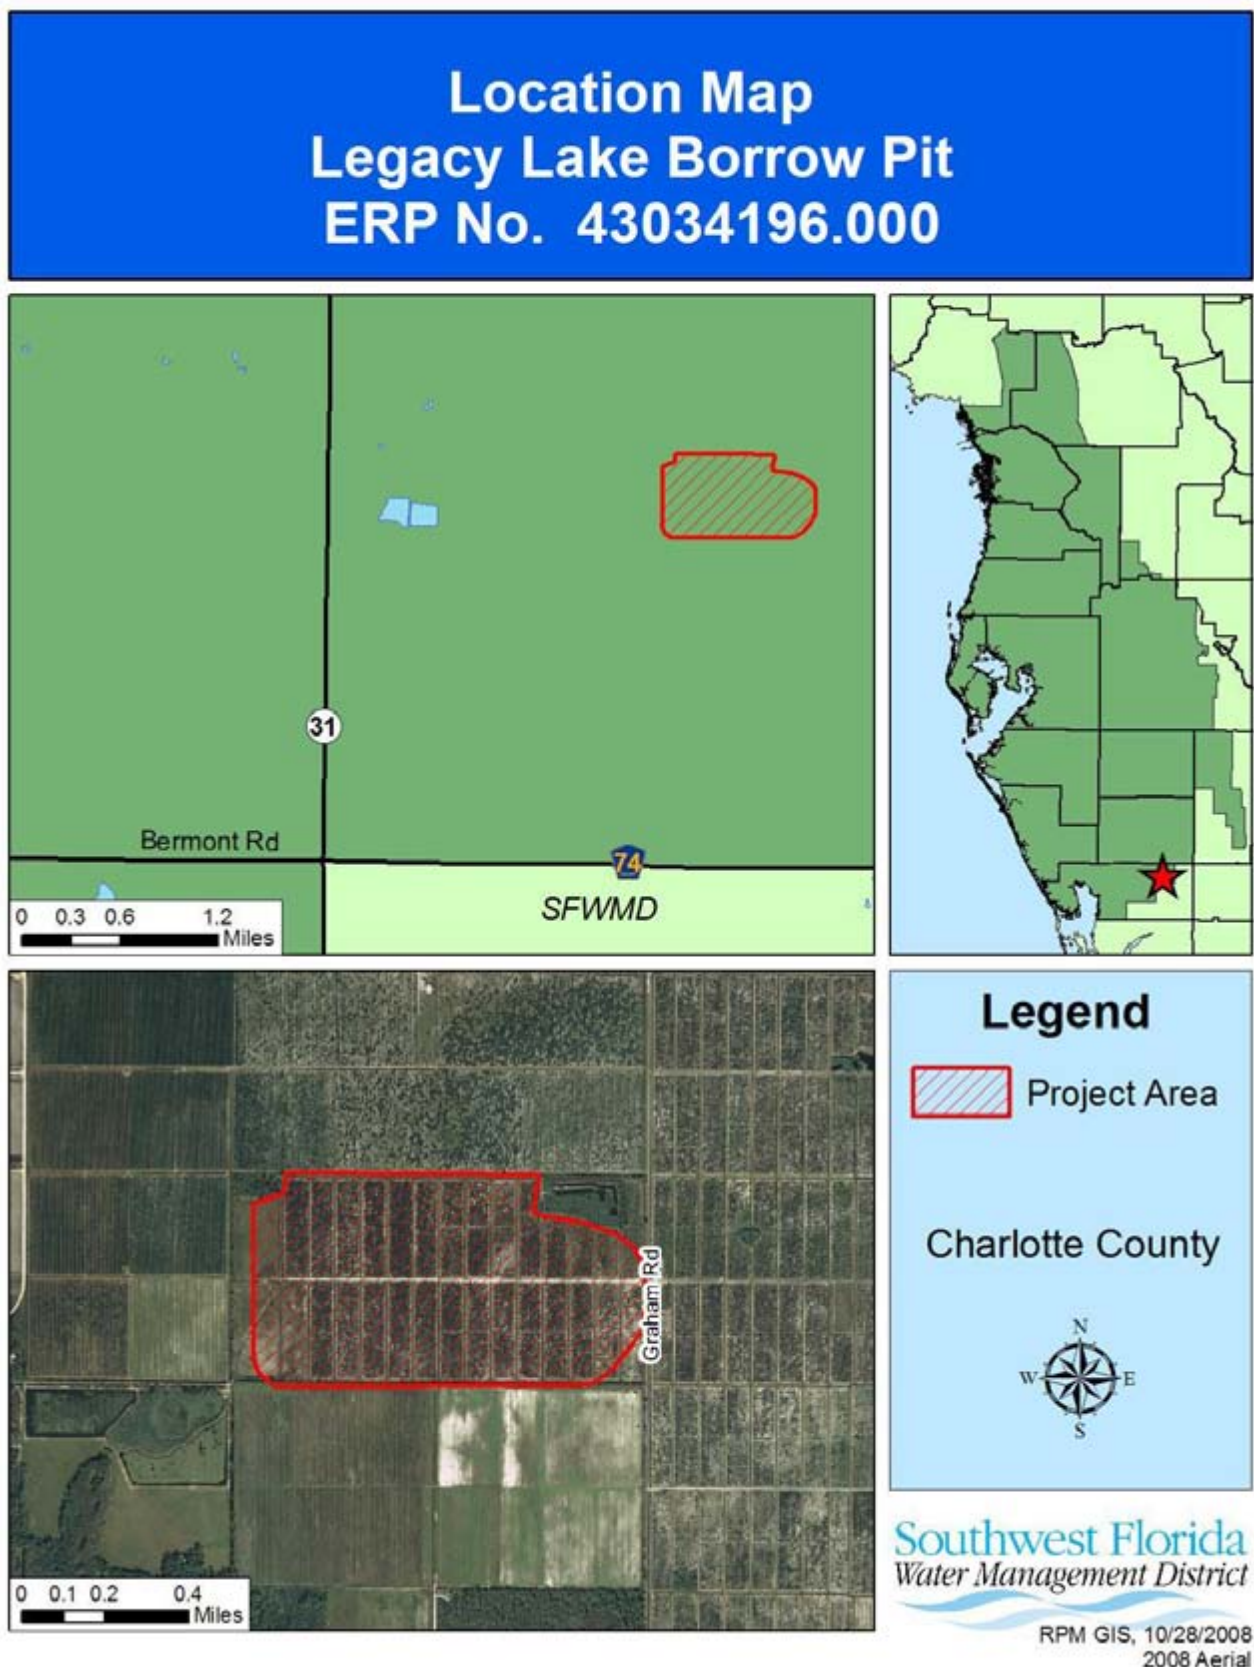 Location Map
Legacy Lake Borrow Pit
ERP No. 43034196.000
31
Bermont Rd
74
SFWMD
0 0.3 0.6 1.2
Miles
Graham Rd
0 0.1 0.2 0.4
Miles
Legend
Project Area
Charlotte County
N
W E
S
Southwest Florida
Water Management District
RPM GIS, 10/28/2008
2008 Aerial